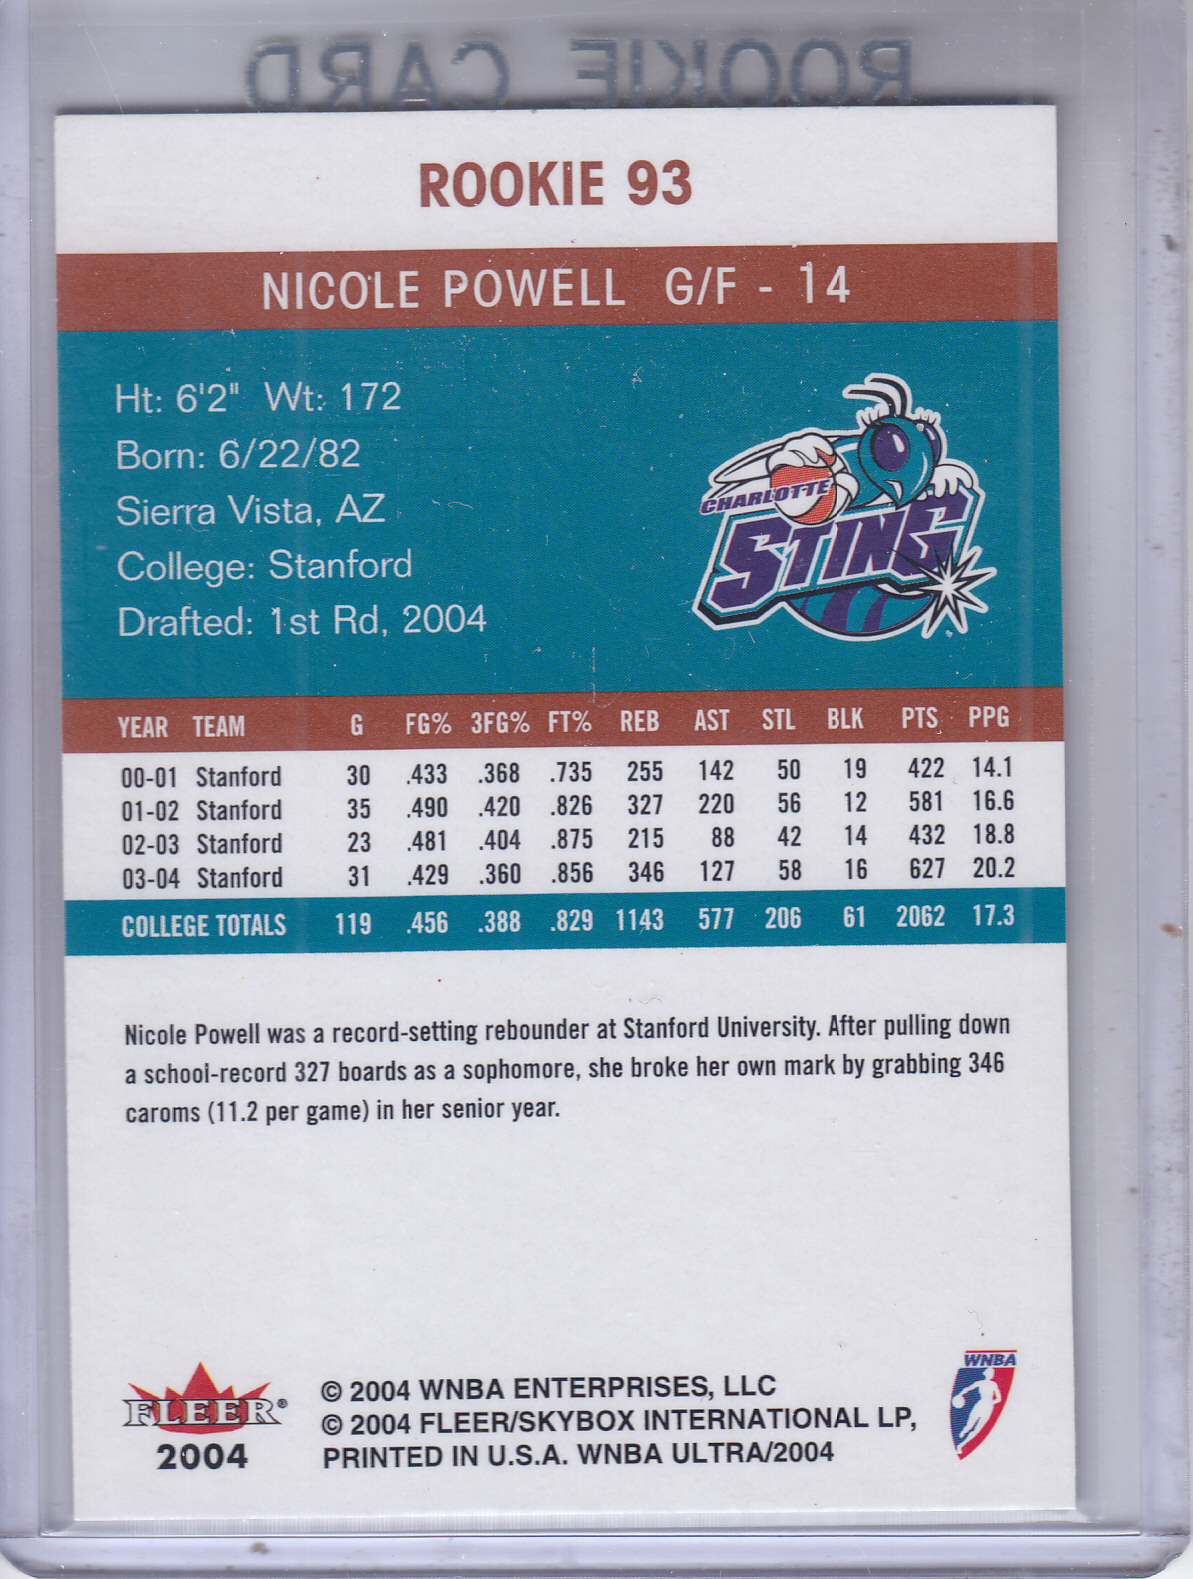 ROOKIE CARD
ROOKIE 93
NICOLE POWELL G/F - 14
Ht: 6'2" Wt: 172
Born: 6/22/82
Sierra Vista, AZ
College: Stanford
Drafted: 1st Rd, 2004
CHARLOTTE
STING
YEAR TEAM G FG% 3FG% FT% REB AST STL BLK PTS PPG
00-01 Stanford 30 .433 .368 .735 255 142 50 19 422 14.1
01-02 Stanford 35 .490 .420 .826 327 220 56 12 581 16.6
02-03 Stanford 23 .481 .404 .875 215 88 42 14 432 18.8
03-04 Stanford 31 .429 .360 .856 346 127 58 16 627 20.2
COLLEGE TOTALS 119 .456 .388 .829 1143 577 206 61 2062 17.3
Nicole Powell was a record-setting rebounder at Stanford University. After pulling down
a school-record 327 boards as a sophomore, she broke her own mark by grabbing 346
caroms (11.2 per game) in her senior year.
FLEER®
2004
© 2004 WNBA ENTERPRISES, LLC
© 2004 FLEER/SKYBOX INTERNATIONAL LP,
PRINTED IN U.S.A. WNBA ULTRA/2004
WNBA